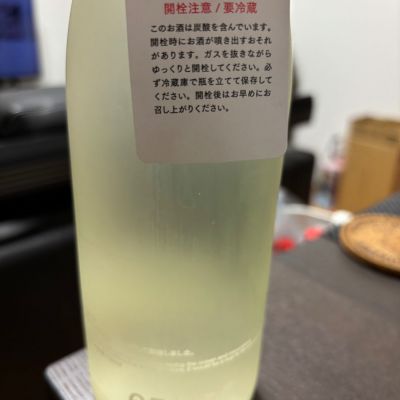 開栓注意 / 要冷蔵
このお酒は炭酸を含んでいます。
開栓時にお酒が噴き出すおそれ
があります。ガスを抜きながら
ゆっくりと開栓してください。必
ず冷蔵庫で瓶を立てて保存して
ください。開栓後はお早めにお
召し上がりください。
しました。